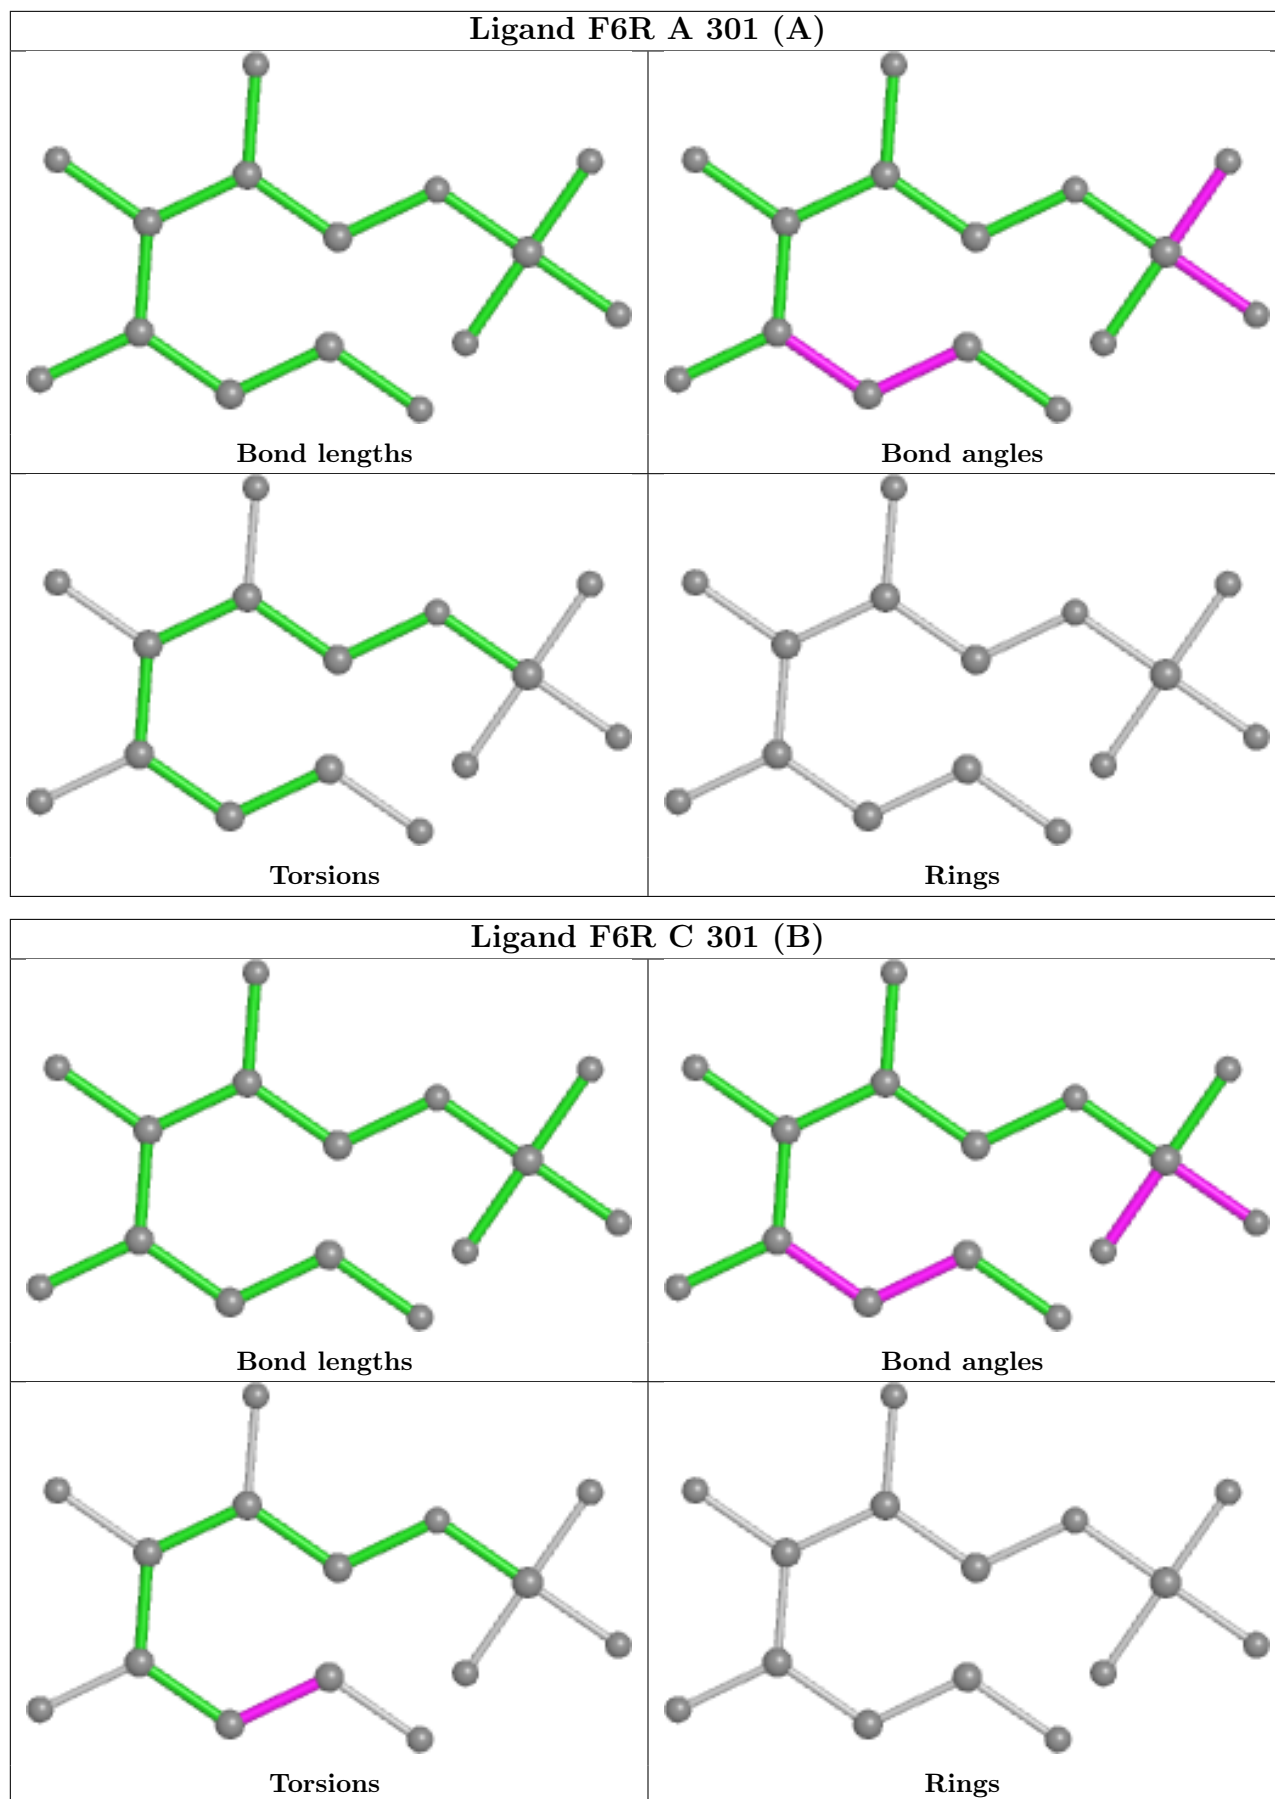 Ligand F6R A 301 (A)
Bond lengths
Bond angles
Torsions
Rings
Ligand F6R C 301 (B)
Bond lengths
Bond angles
Torsions
Rings